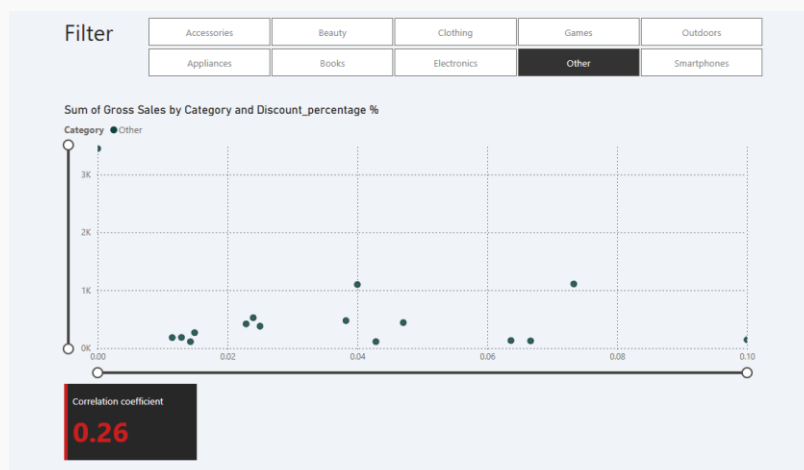 Filter
Accessories Beauty Clothing Games Outdoors
Appliances Books Electronics Other Smartphones
Sum of Gross Sales by Category and Discount_percentage %
Category Other
3K
2K
1K
0K
0.00 0.02 0.04 0.06 0.08 0.10
Correlation coefficient
0.26